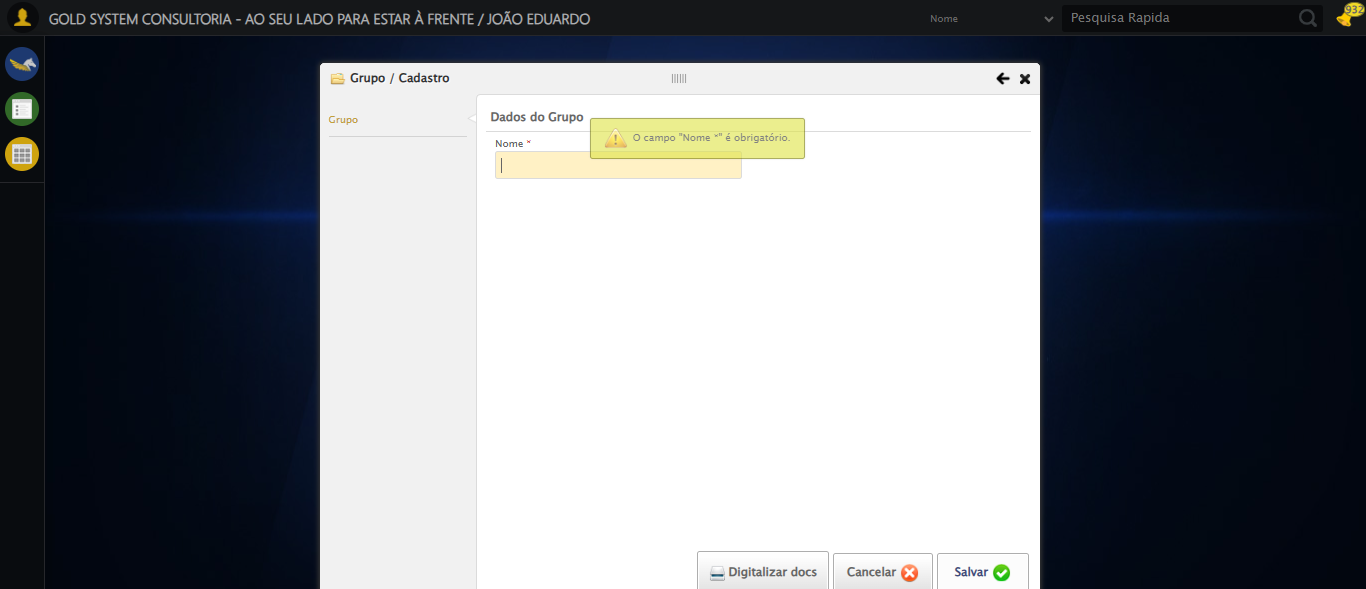 GOLD SYSTEM CONSULTORIA - AO SEU LADO PARA ESTAR À FRENTE / JOÃO EDUARDO
Nome
Pesquisa Rapida
932
Grupo / Cadastro
Grupo
Dados do Grupo
O campo "Nome *" é obrigatório.
Nome *
Digitalizar docs
Cancelar
Salvar